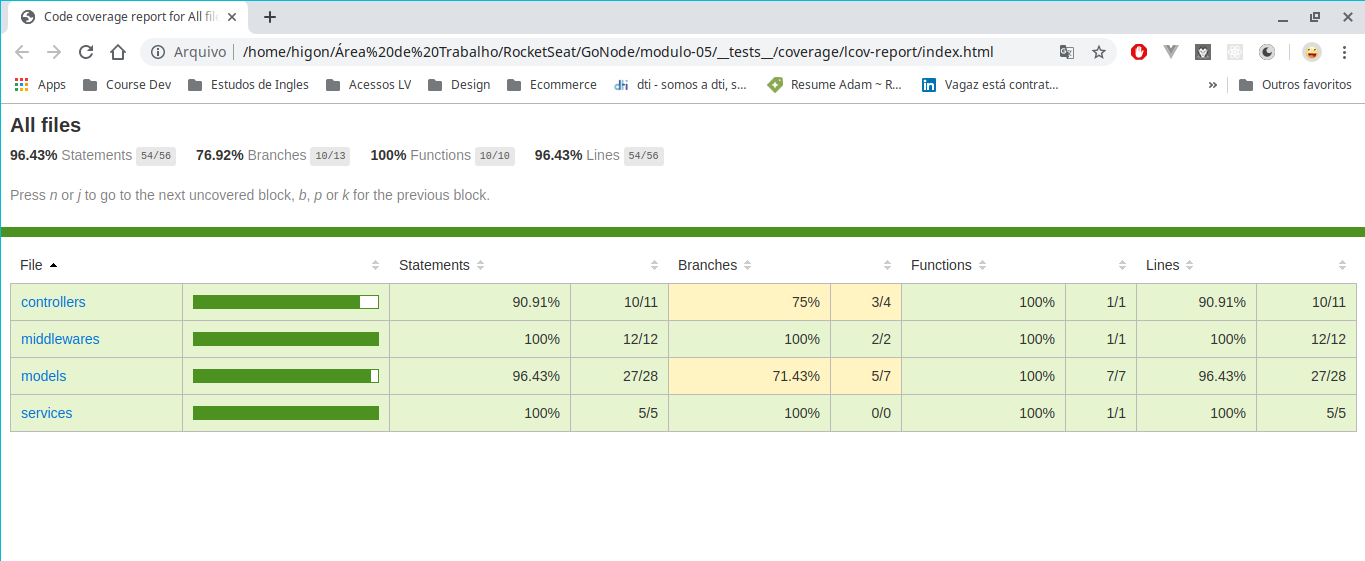 Code coverage report for All file
Arquivo /home/higon/Área%20de%20Trabalho/RocketSeat/GoNode/modulo-05/__tests__/coverage/lcov-report/index.html
Apps Course Dev Estudos de Ingles Acessos LV Design Ecommerce dti dti - somos a dti, s... Resume Adam ~ R... in Vagaz está contrat... » Outros favoritos
All files
96.43% Statements 54/56 76.92% Branches 10/13 100% Functions 10/10 96.43% Lines 54/56
Press n or j to go to the next uncovered block, b, p or k for the previous block.
File Statements Branches Functions Lines
controllers 90.91% 10/11 75% 3/4 100% 1/1 90.91% 10/11
middlewares 100% 12/12 100% 2/2 100% 1/1 100% 12/12
models 96.43% 27/28 71.43% 5/7 100% 7/7 96.43% 27/28
services 100% 5/5 100% 0/0 100% 1/1 100% 5/5